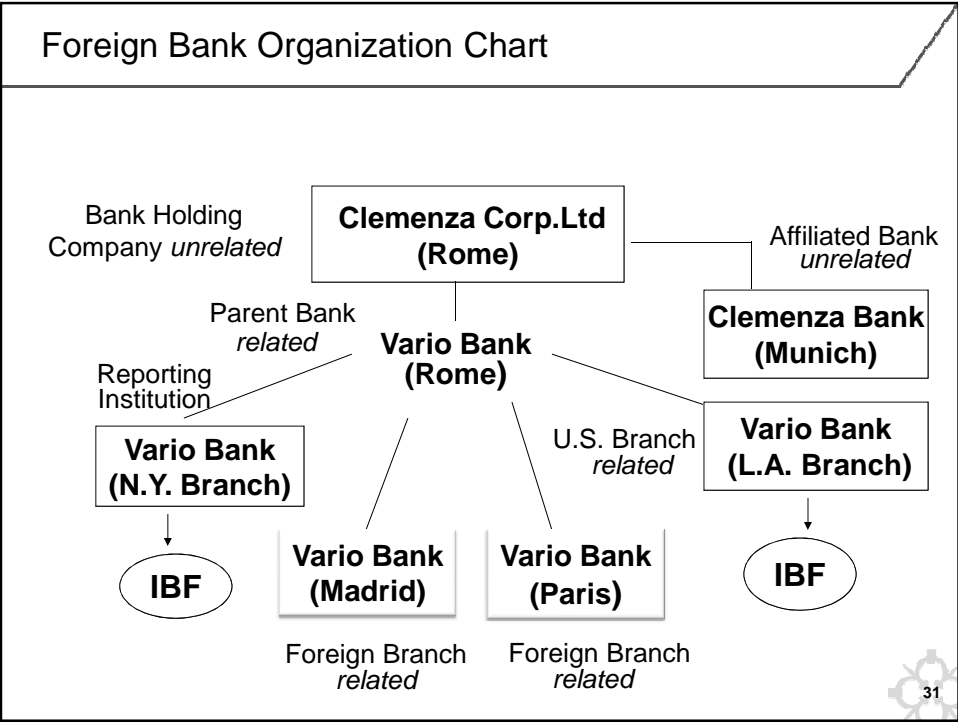 Foreign Bank Organization Chart
Bank Holding
Company unrelated
Clemenza Corp.Ltd
(Rome)
Affiliated Bank
unrelated
Clemenza Bank
(Munich)
Parent Bank
related
Vario Bank
(Rome)
Reporting
Institution
Vario Bank
(N.Y. Branch)
U.S. Branch
related
Vario Bank
(L.A. Branch)
IBF
Vario Bank
(Madrid)
Vario Bank
(Paris)
IBF
Foreign Branch
related
Foreign Branch
related
31